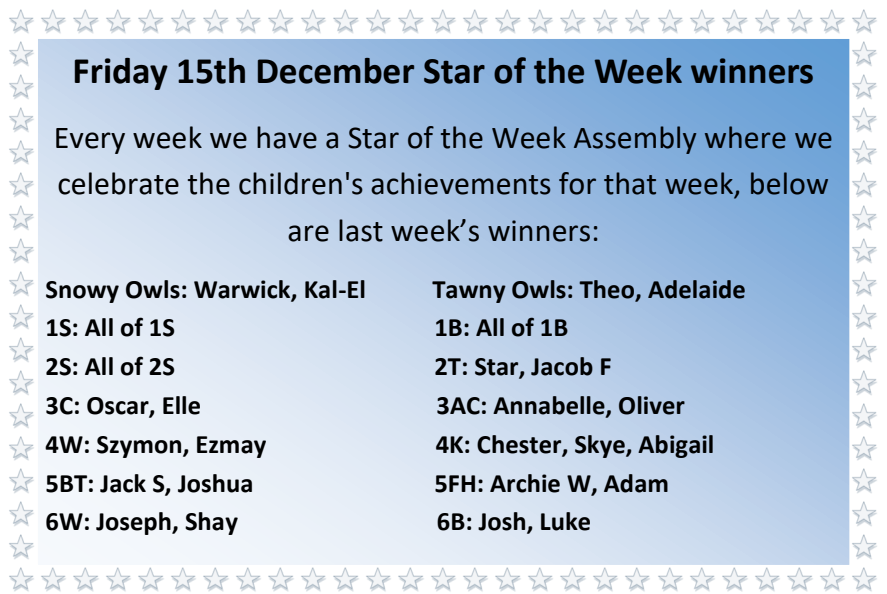 Friday 15th December Star of the Week winners
Every week we have a Star of the Week Assembly where we
celebrate the children's achievements for that week, below
are last week’s winners:
Snowy Owls: Warwick, Kal-El Tawny Owls: Theo, Adelaide
1S: All of 1S 1B: All of 1B
2S: All of 2S 2T: Star, Jacob F
3C: Oscar, Elle 3AC: Annabelle, Oliver
4W: Szymon, Ezmay 4K: Chester, Skye, Abigail
5BT: Jack S, Joshua 5FH: Archie W, Adam
6W: Joseph, Shay 6B: Josh, Luke